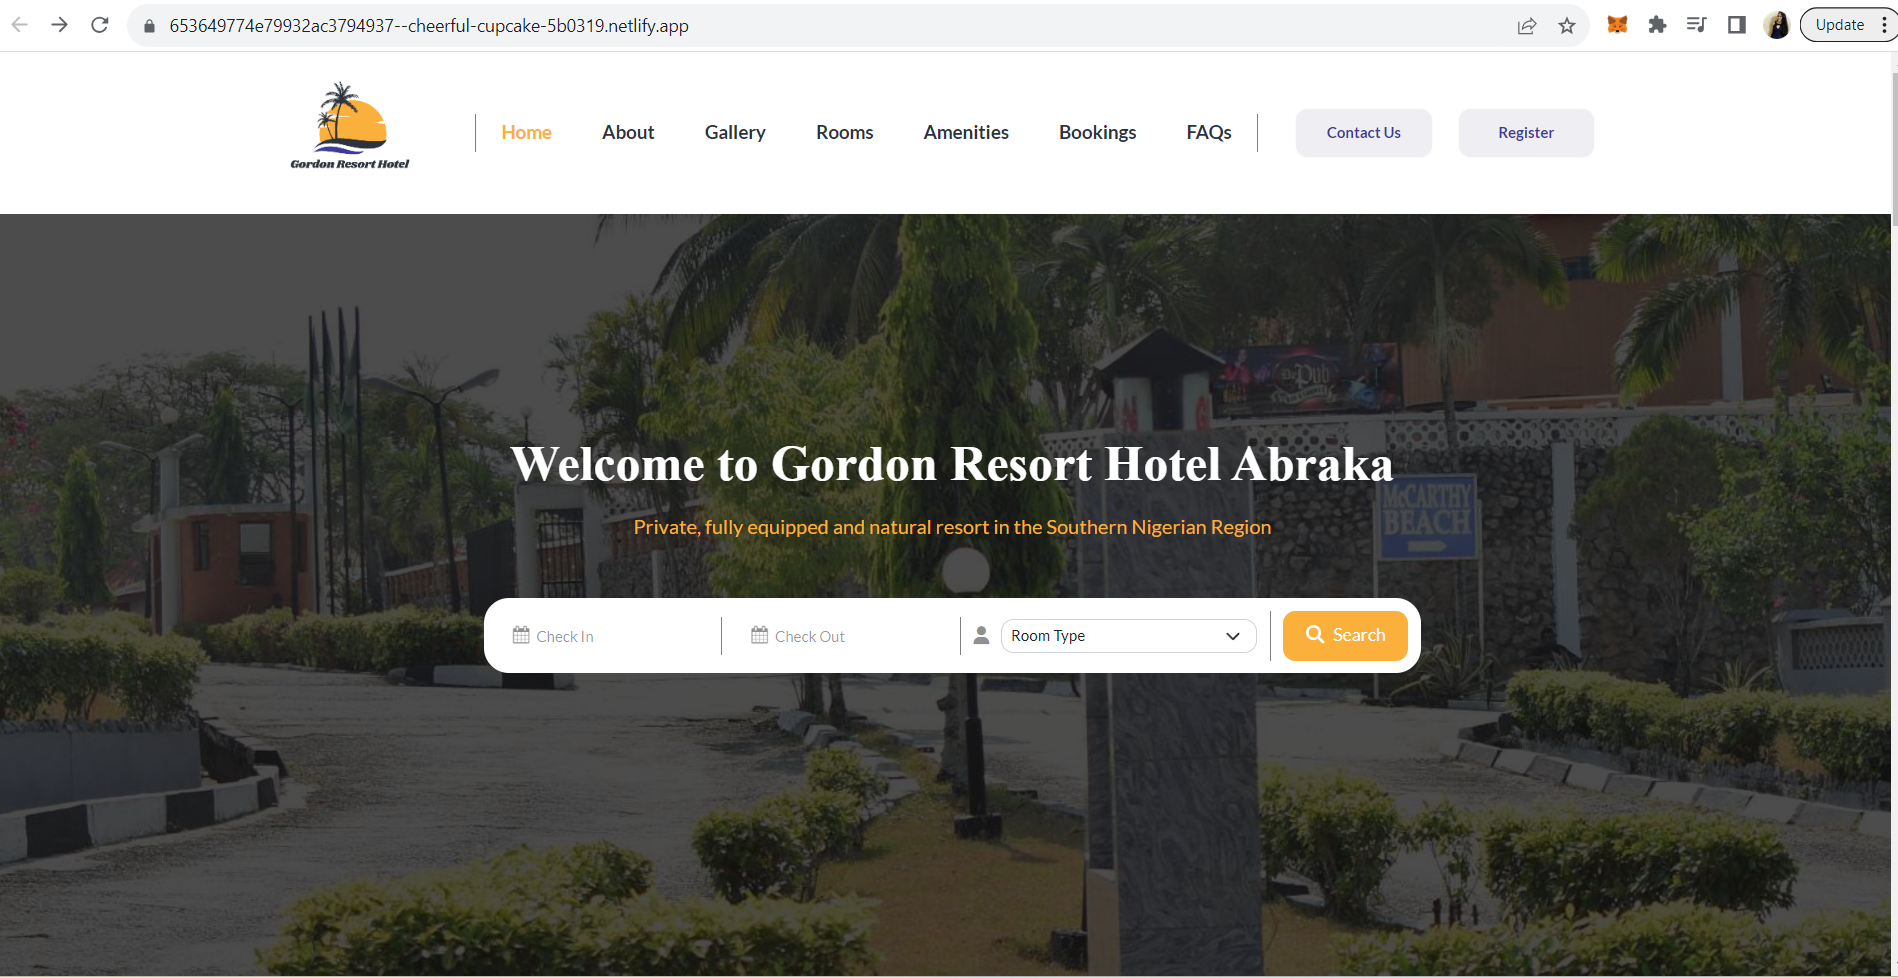 653649774e79932ac3794937--cheerful-cupcake-5b0319.netlify.app
Update
Gordon Resort Hotel
Home
About
Gallery
Rooms
Amenities
Bookings
FAQs
Contact Us
Register
Pub
Welcome to Gordon Resort Hotel Abraka
McCARTHY
BEACH
Private, fully equipped and natural resort in the Southern Nigerian Region
Check In
Check Out
Room Type
Search